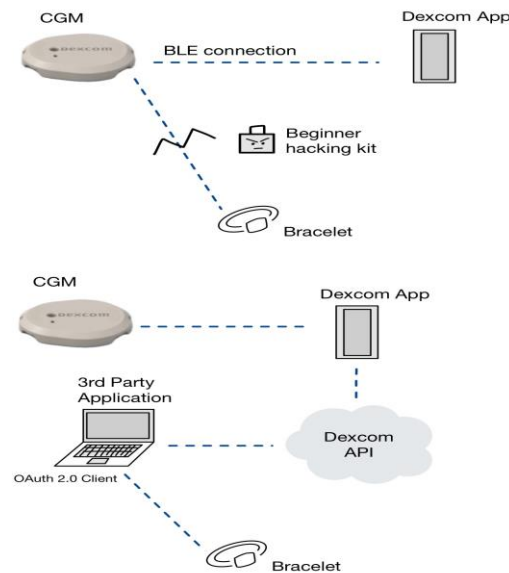 CGM
Dexcom App
DEXCOM
BLE connection
Beginner
hacking kit
Bracelet
CGM
Dexcom App
DEXCOM
3rd Party
Application
Dexcom
API
OAuth 2.0 Client
Bracelet